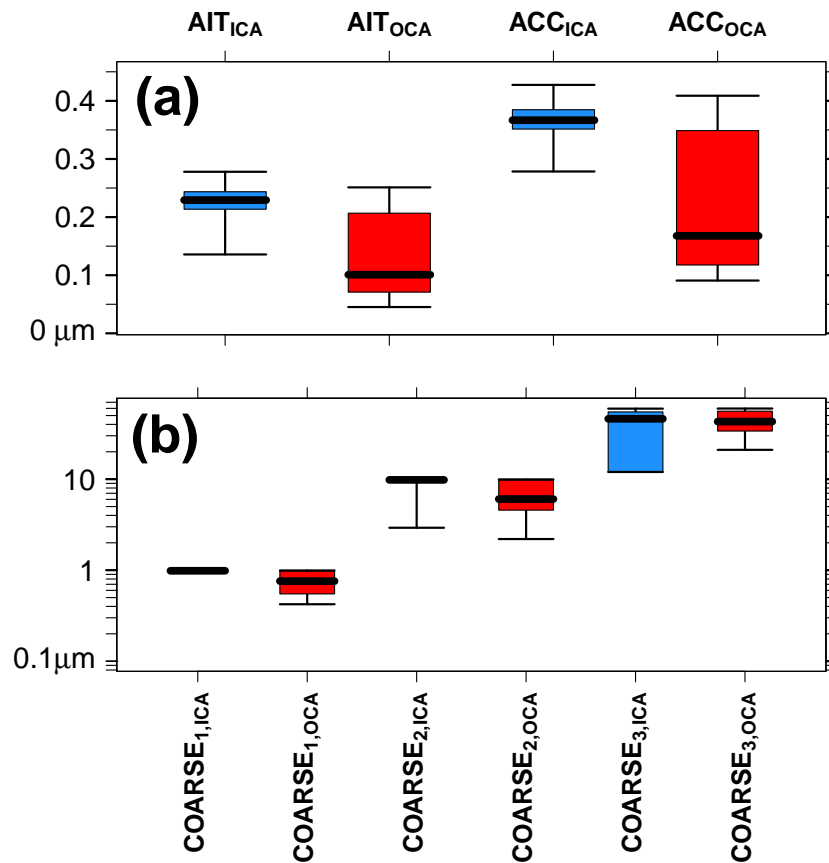 AIT_ICA AIT_OCA ACC_ICA ACC_OCA
(a)
0.4
0.3
0.2
0.1
0 μm
(b)
10
1
0.1μm
COARSE_1,ICA
COARSE_1,OCA
COARSE_2,ICA
COARSE_2,OCA
COARSE_3,ICA
COARSE_3,OCA